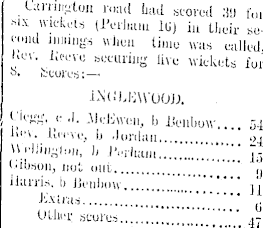 Carrington road had scored 39 for
six wickets (Perham 16) in their se-
cond innings when time was called,
Rev. Reeve securing five wickets for
8. Scores:—
INGLEWOOD.
Clegg, c J. McEwen, b Benbow.... 54
Rev. Reeve, b Jordan............... 24
Wellington, b Perham............ 15
Gibson, not out..................... 9
Harris, b Benbow.................. 11
Extras........................... 6
Other scores..................... 47